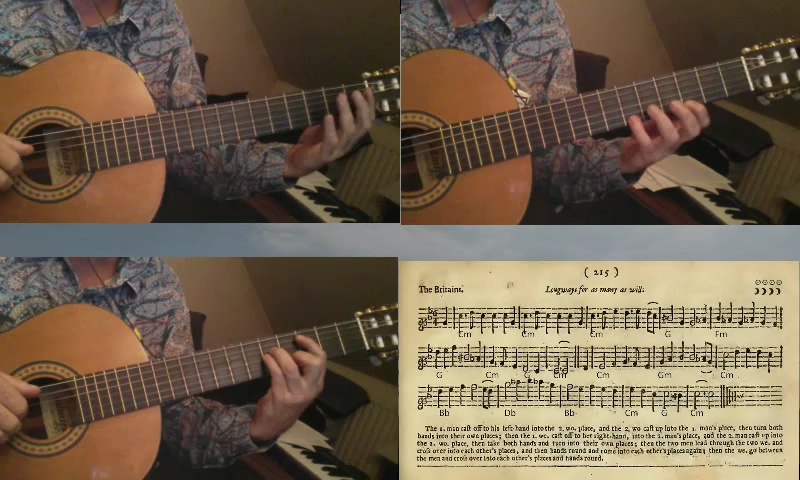 ( 215 )
The Britains. Longways for as many as will.
Cm Cm Cm G Fm
G Cm G Cm Cm Gm Cm
Bb Db Bb Cm G Cm
The 1. man cast off to his left-hand into the 2. wo. place, and the 2. wo cast up into the 1. man's place, then turn both
hands into their own places; then the 1. wo. cast off to her right-hand, into the 2. man's place, and the 2. man cast up into
the 1. wo. place, then take both hands and turn into their own places; then the two men lead through the two we. and
cross over into each other's places, and then hands round and come into each other's places again; then the we. go between
the men and cross over into each other's places and hands round.